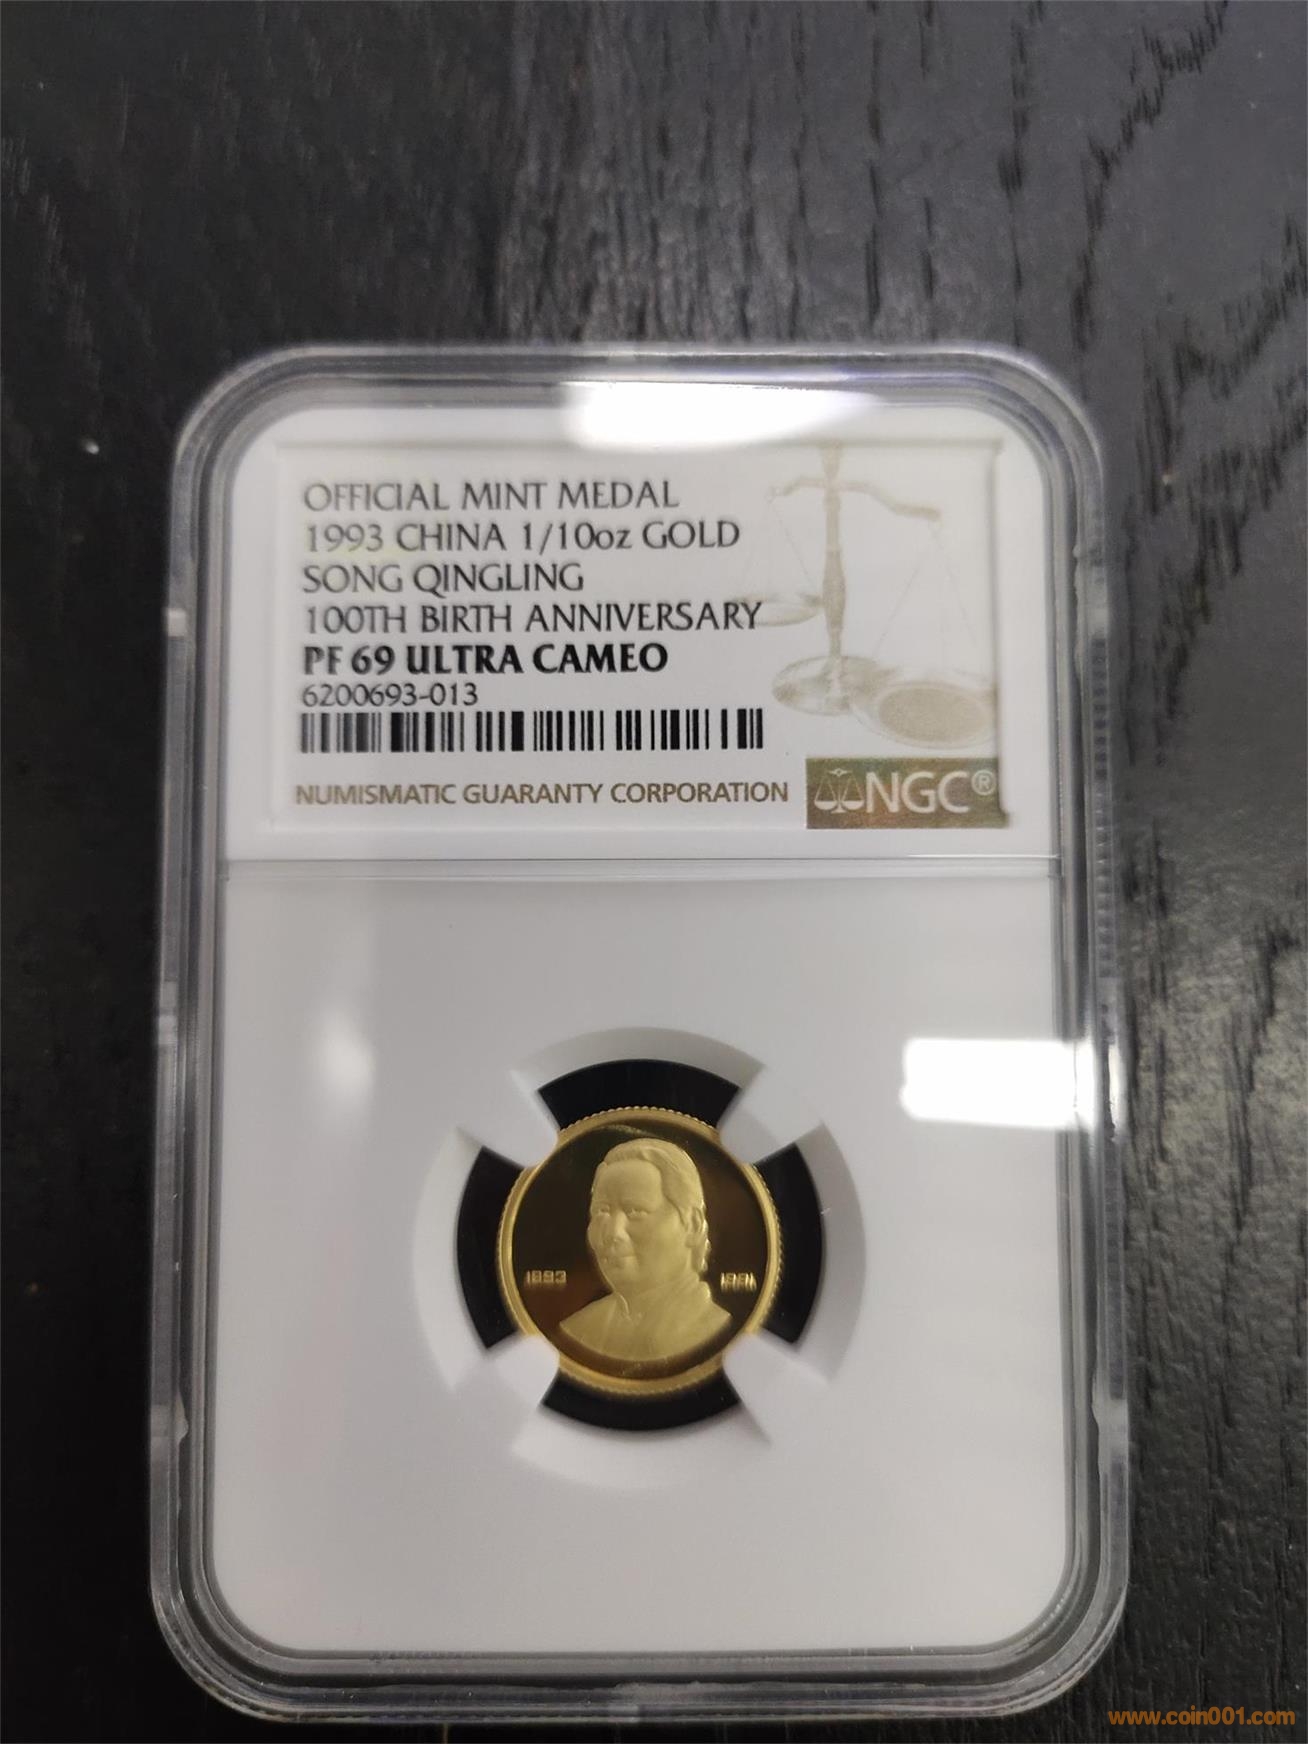 OFFICIAL MINT MEDAL
1993 CHINA 1/10oz GOLD
SONG QINGLING
100TH BIRTH ANNIVERSARY
PF 69 ULTRA CAMEO
6200693-013
NUMISMATIC GUARANTY CORPORATION
NGC®
1893
www.coin001.com